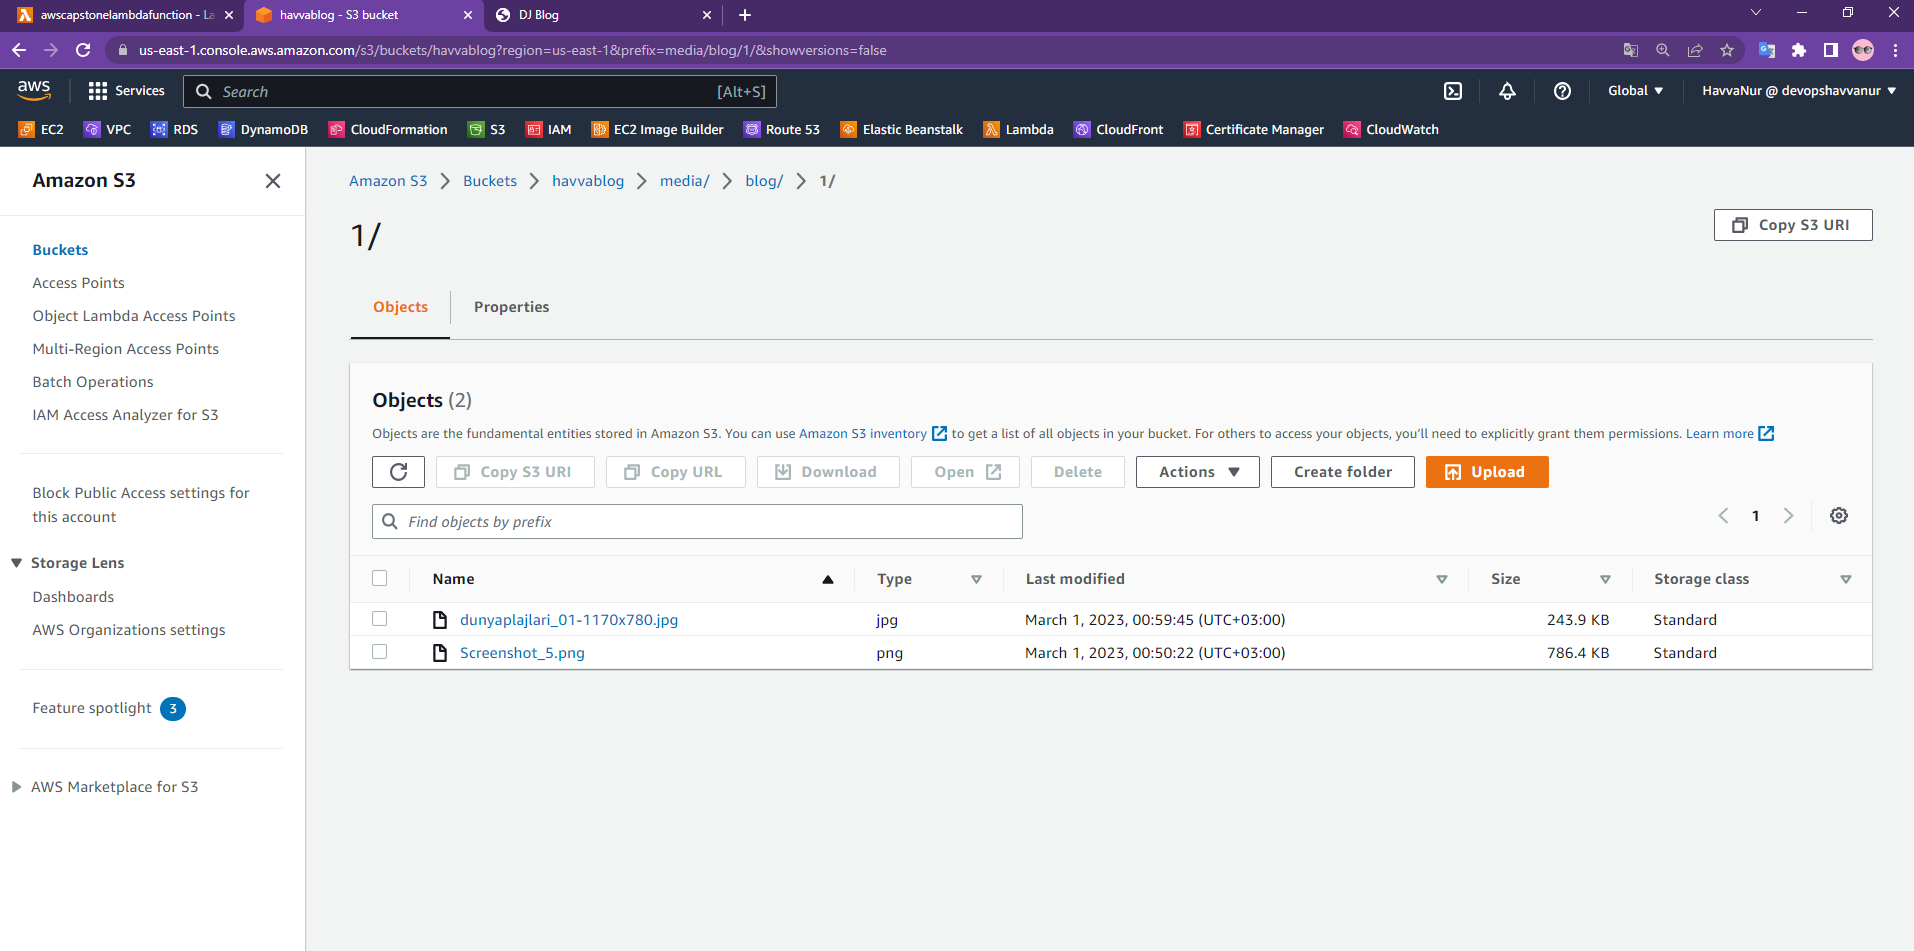 awscapstonelambdafunction - La
havvablog - S3 bucket
DJ Blog
us-east-1.console.aws.amazon.com/s3/buckets/havvablog?region=us-east-1&prefix=media/blog/1/&showversions=false
aws
Services
Search
[Alt+S]
Global
HavvaNur @ devopshavvanur
EC2
VPC
RDS
DynamoDB
CloudFormation
S3
IAM
EC2 Image Builder
Route 53
Elastic Beanstalk
Lambda
CloudFront
Certificate Manager
CloudWatch
Amazon S3
Buckets
Access Points
Object Lambda Access Points
Multi-Region Access Points
Batch Operations
IAM Access Analyzer for S3
Block Public Access settings for
this account
Storage Lens
Dashboards
AWS Organizations settings
Feature spotlight 3
AWS Marketplace for S3
Amazon S3 > Buckets > havvablog > media/ > blog/ > 1/
1/
Copy S3 URI
Objects
Properties
Objects (2)
Objects are the fundamental entities stored in Amazon S3. You can use Amazon S3 inventory to get a list of all objects in your bucket. For others to access your objects, you'll need to explicitly grant them permissions. Learn more
Copy S3 URI
Copy URL
Download
Open
Delete
Actions
Create folder
Upload
Find objects by prefix
1
Name Type Last modified Size Storage class
dunyaplajlari_01-1170x780.jpg jpg March 1, 2023, 00:59:45 (UTC+03:00) 243.9 KB Standard
Screenshot_5.png png March 1, 2023, 00:50:22 (UTC+03:00) 786.4 KB Standard